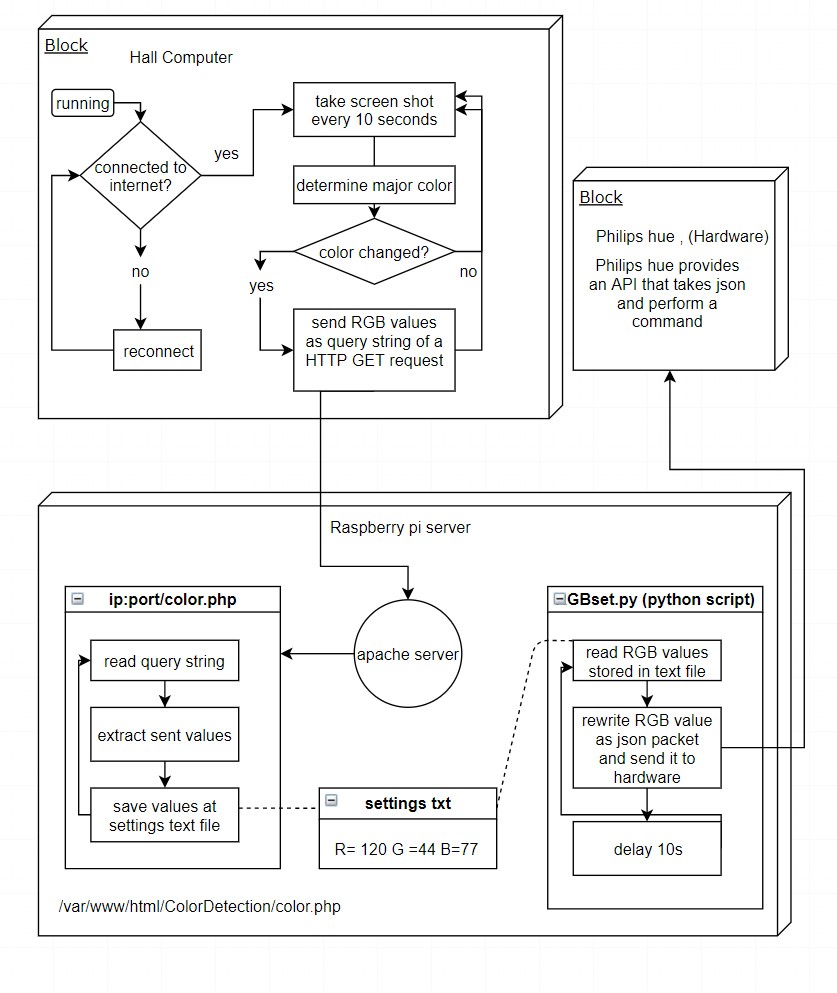 Block
Hall Computer
running
connected to
internet?
yes
no
reconnect
take screen shot
every 10 seconds
determine major color
color changed?
yes
no
send RGB values
as query string of a
HTTP GET request
Block
Philips hue , (Hardware)
Philips hue provides
an API that takes json
and perform a
command
Raspberry pi server
ip:port/color.php
read query string
extract sent values
save values at
settings text file
apache server
settings txt
R= 120 G =44 B=77
GBset.py (python script)
read RGB values
stored in text file
rewrite RGB value
as json packet
and send it to
hardware
delay 10s
/var/www/html/ColorDetection/color.php